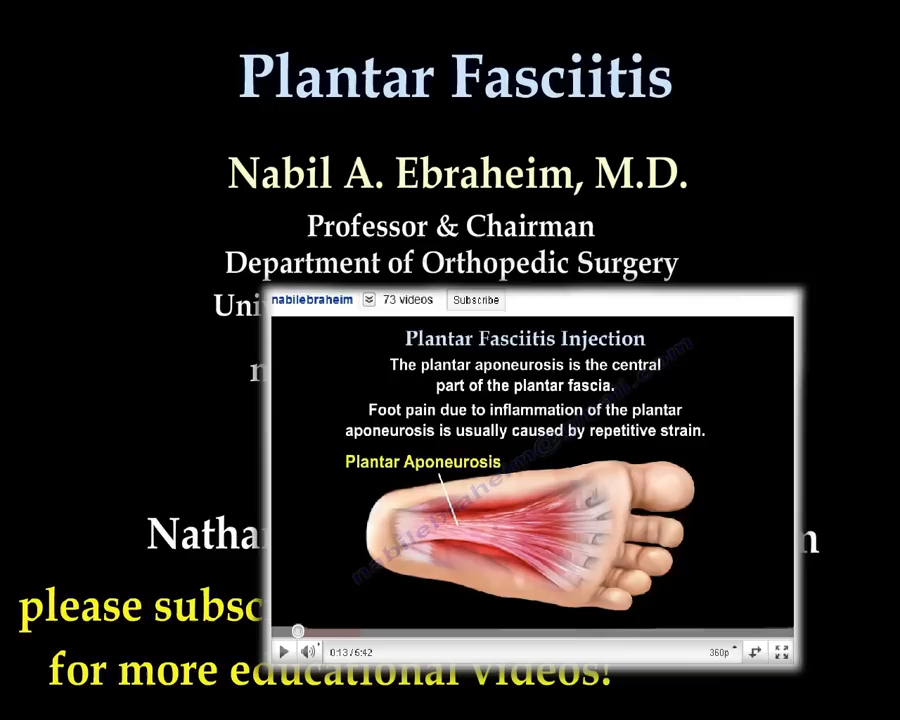 Plantar Fasciitis
Nabil A. Ebraheim, M.D.
Professor & Chairman
Department of Orthopedic Surgery
nabilebraheim 73 videos Subscribe
Plantar Fasciitis Injection
The plantar aponeurosis is the central
part of the plantar fascia.
Foot pain due to inflammation of the plantar
aponeurosis is usually caused by repetitive strain.
Plantar Aponeurosis
0:13 / 6:42 360p
please
for more educational videos!